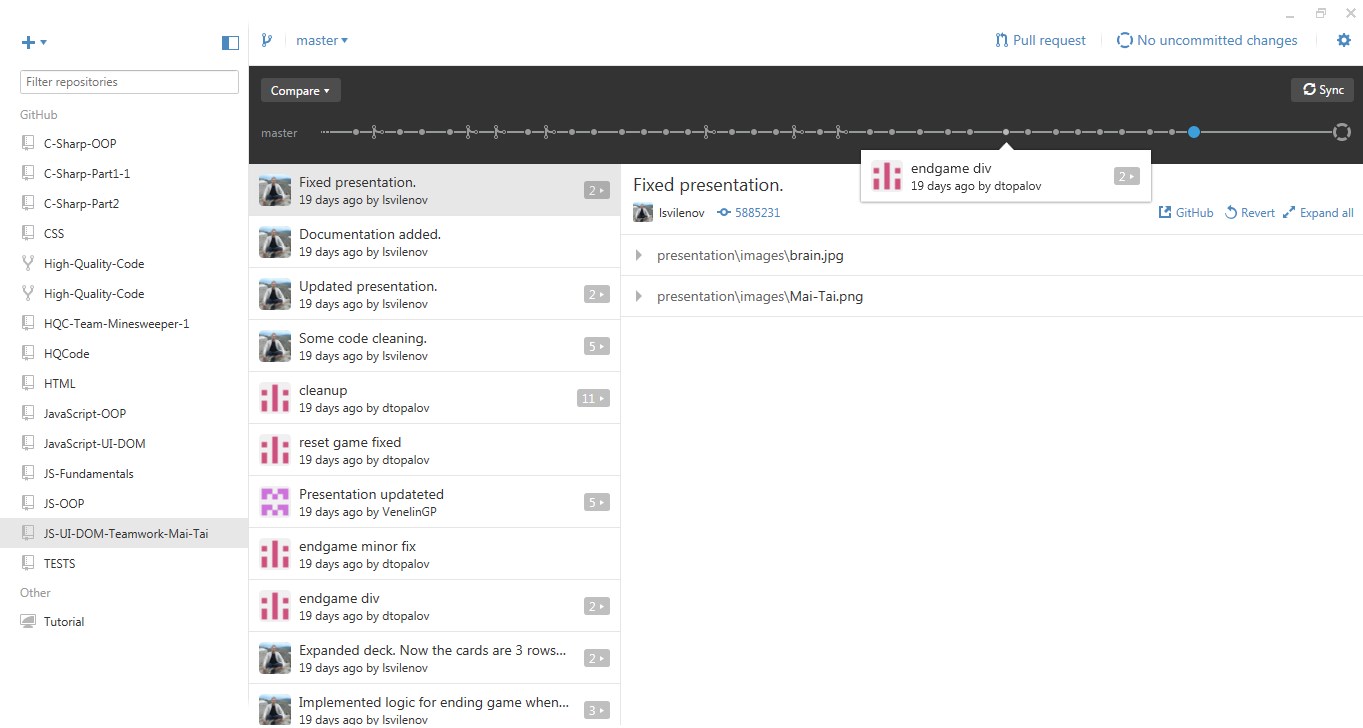 master
Pull request
No uncommitted changes
Filter repositories
GitHub
C-Sharp-OOP
C-Sharp-Part1-1
C-Sharp-Part2
CSS
High-Quality-Code
High-Quality-Code
HQC-Team-Minesweeper-1
HQCode
HTML
JavaScript-OOP
JavaScript-UI-DOM
JS-Fundamentals
JS-OOP
JS-UI-DOM-Teamwork-Mai-Tai
TESTS
Other
Tutorial
Compare
Sync
master
endgame div 2
19 days ago by dtopalov
Fixed presentation. 2
19 days ago by lsvilenov
Documentation added.
19 days ago by lsvilenov
Updated presentation. 2
19 days ago by lsvilenov
Some code cleaning. 5
19 days ago by lsvilenov
cleanup 11
19 days ago by dtopalov
reset game fixed
19 days ago by dtopalov
Presentation updateted 5
19 days ago by VenelinGP
endgame minor fix
19 days ago by dtopalov
endgame div 2
19 days ago by dtopalov
Expanded deck. Now the cards are 3 rows... 2
19 days ago by lsvilenov
Implemented logic for ending game when... 3
19 days ago by lsvilenov
Fixed presentation.
lsvilenov 5885231
GitHub
Revert
Expand all
presentation\images\brain.jpg
presentation\images\Mai-Tai.png